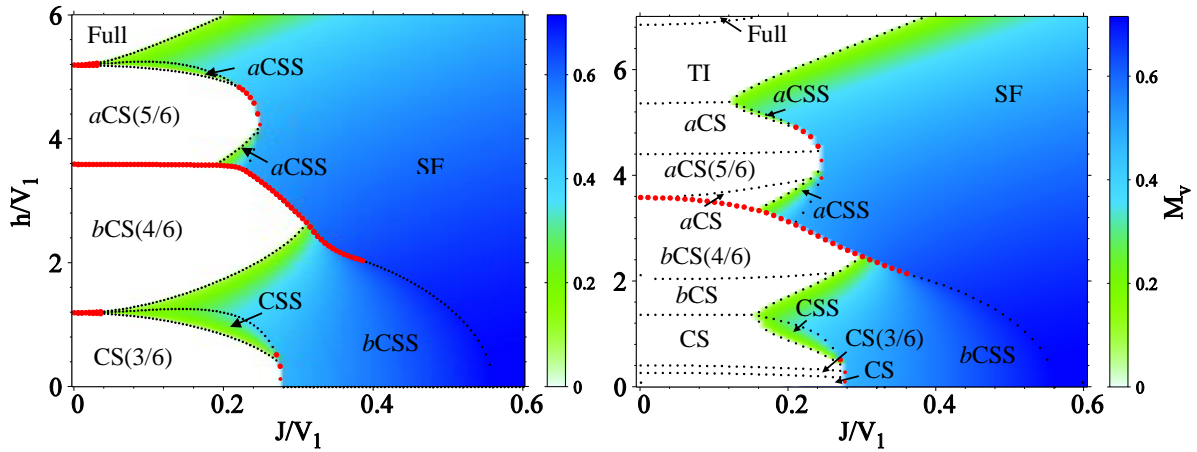 6
4
2
0
h/V₁
Full
aCSS
aCS(5/6)
aCSS
SF
bCS(4/6)
CSS
CS(3/6)
bCSS
0 0.2 0.4 0.6
J/V₁
0.6
0.4
0.2
0
6
4
2
0
Full
TI
SF
aCSS
aCS
aCS(5/6)
aCSS
aCS
bCS(4/6)
bCS
CSS
CS(3/6)
CS
CS
bCSS
0 0.2 0.4 0.6
J/V₁
0.6
0.4
0.2
0
Mᵥ